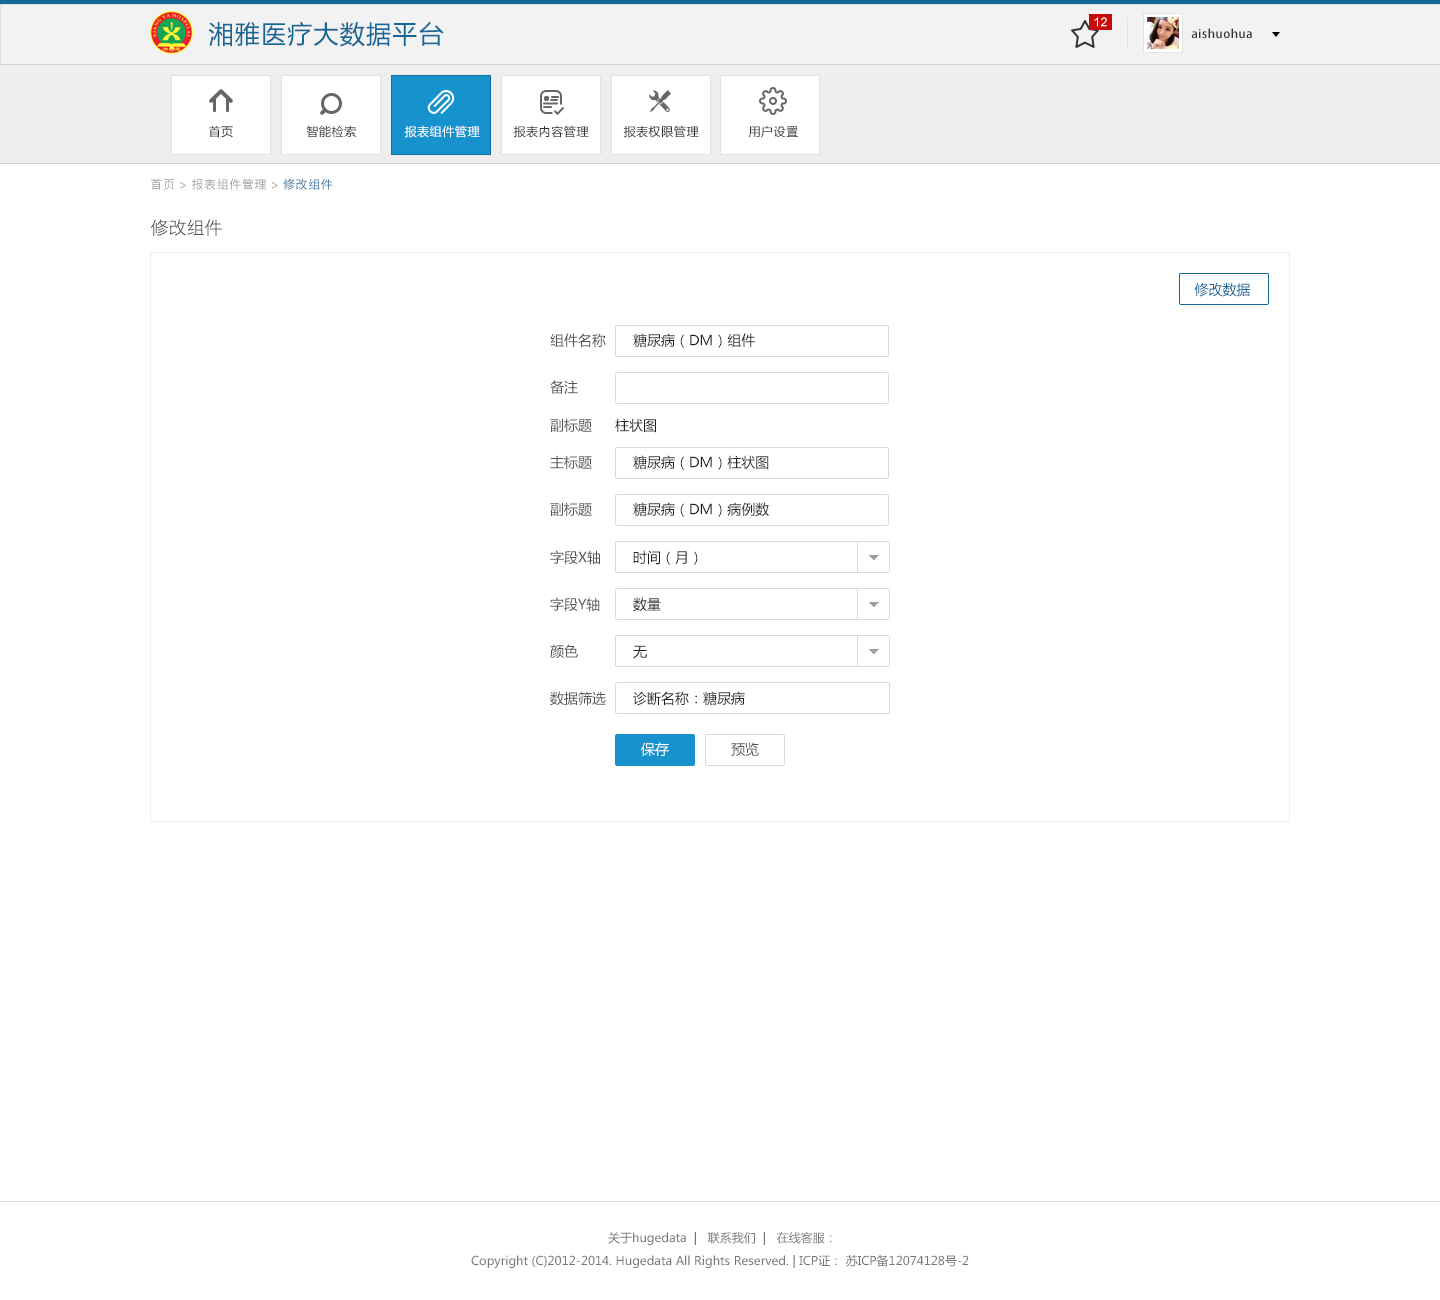 湘雅医疗大数据平台
12
aishuohua
首页
智能检索
报表组件管理
报表内容管理
报表权限管理
用户设置
首页 > 报表组件管理 > 修改组件
修改组件
修改数据
组件名称 糖尿病（DM）组件
备注
副标题 柱状图
主标题 糖尿病（DM）柱状图
副标题 糖尿病（DM）病例数
字段X轴 时间（月）
字段Y轴 数量
颜色 无
数据筛选 诊断名称：糖尿病
保存 预览
关于hugedata | 联系我们 | 在线客服：
Copyright (C)2012-2014. Hugedata All Rights Reserved. | ICP证： 苏ICP备12074128号-2